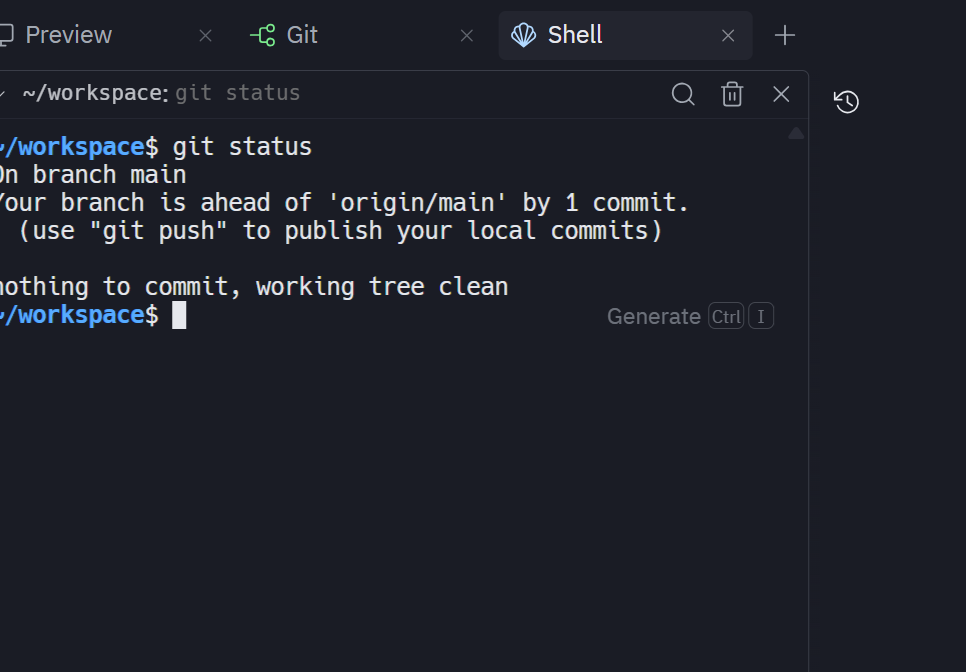 Preview
Git
Shell
~/workspace: git status
~/workspace$ git status
On branch main
Your branch is ahead of 'origin/main' by 1 commit.
(use "git push" to publish your local commits)
nothing to commit, working tree clean
~/workspace$
Generate Ctrl I